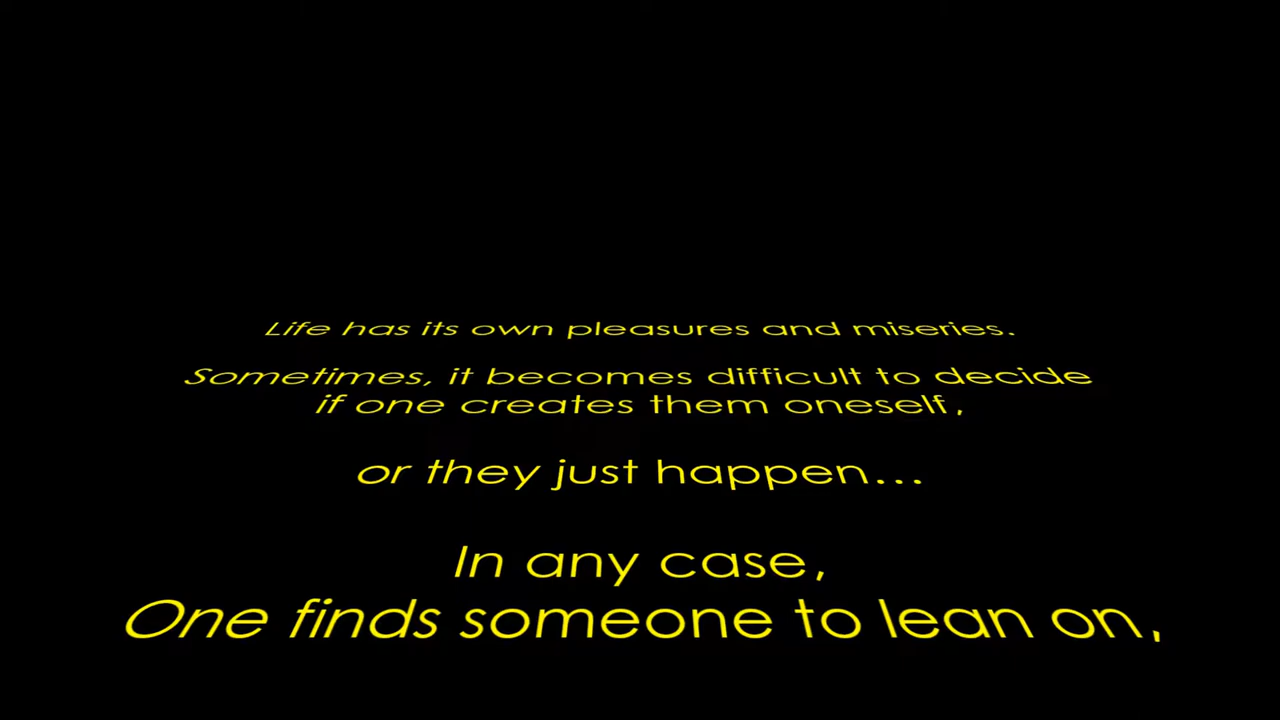 Life has its own pleasures and miseries.
Sometimes, it becomes difficult to decide
if one creates them oneself,
or they just happen...
In any case,
One finds someone to lean on,